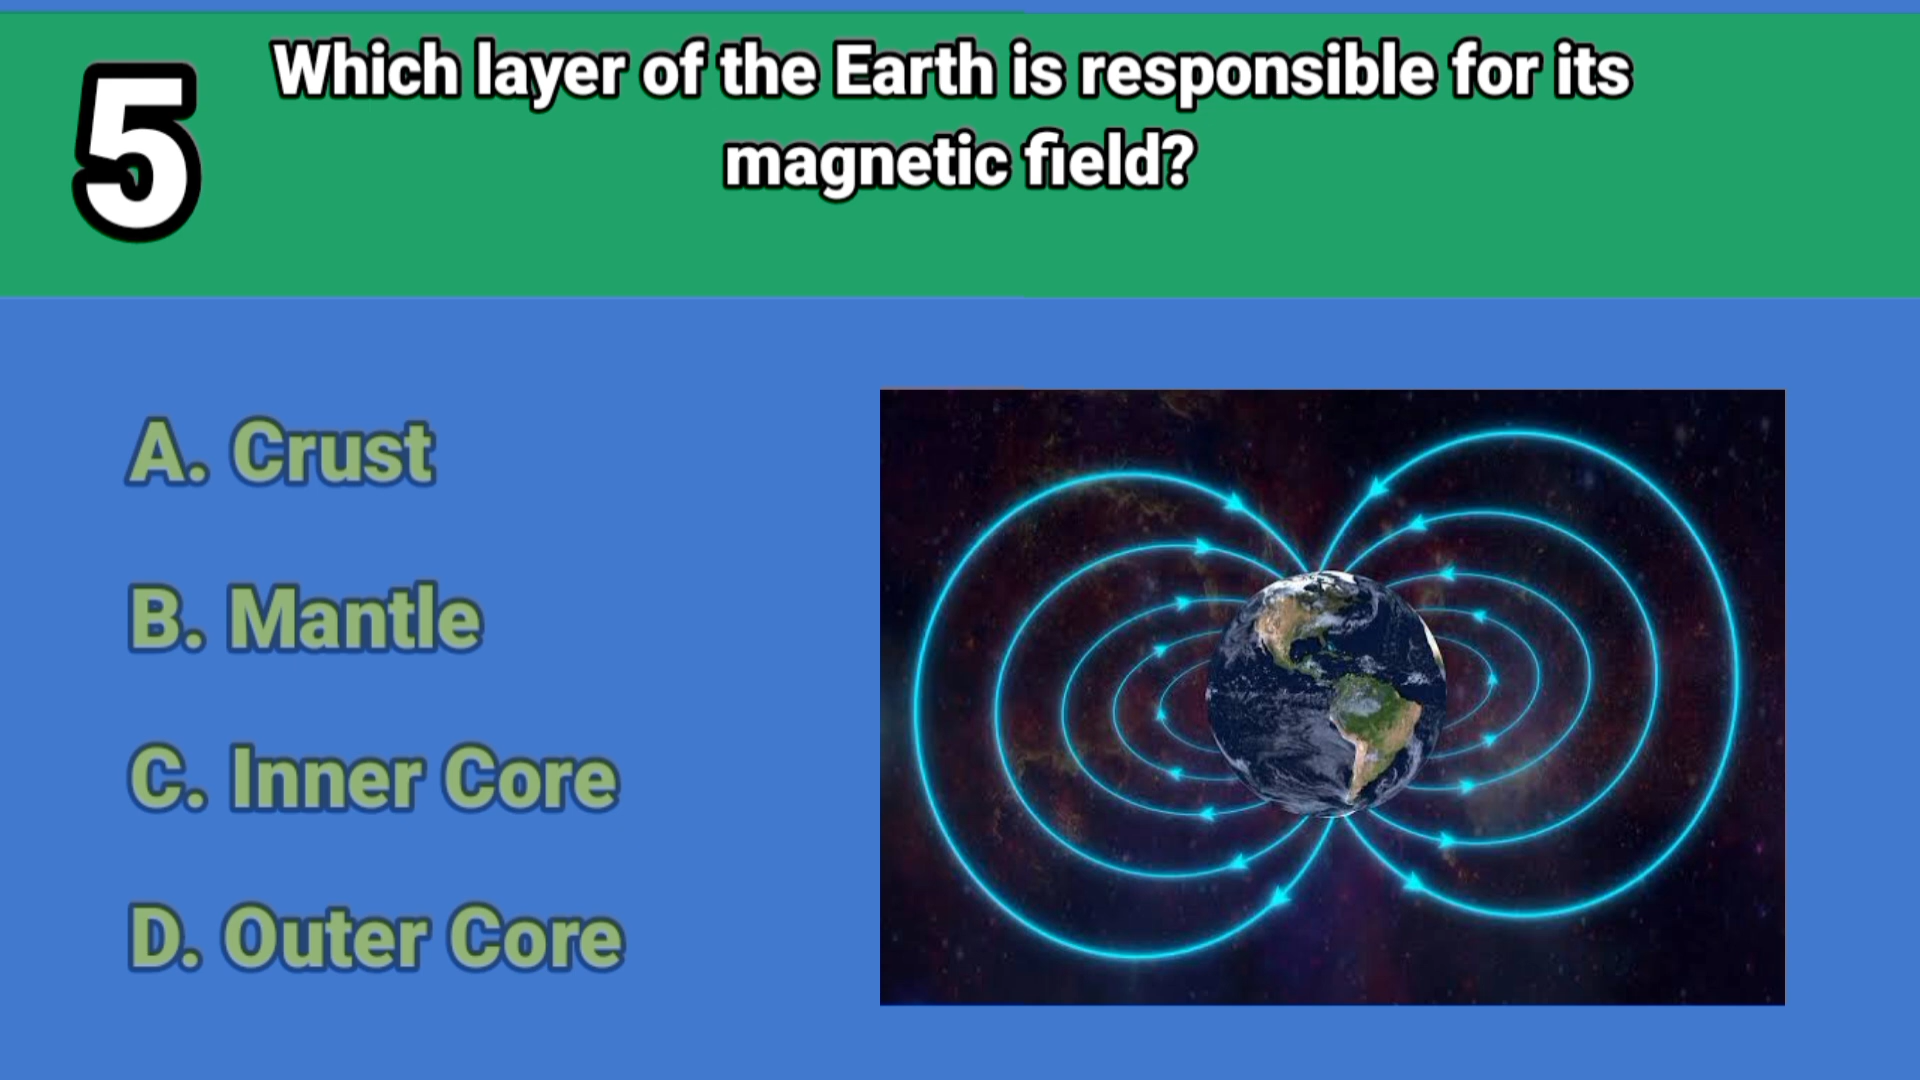 5
Which layer of the Earth is responsible for its
magnetic field?
A. Crust
B. Mantle
C. Inner Core
D. Outer Core